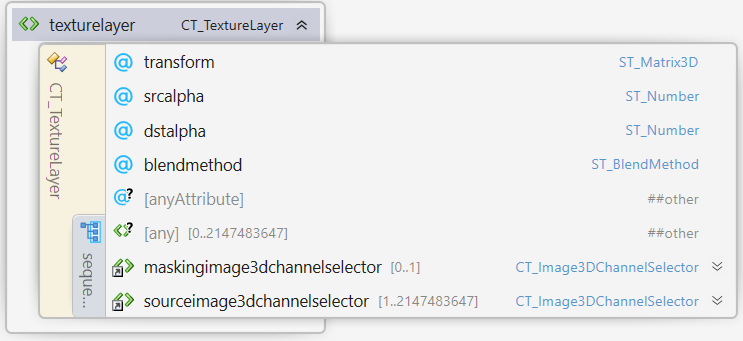 texturelayer CT_TextureLayer
CT_TextureLayer
transform ST_Matrix3D
srcalpha ST_Number
dstalpha ST_Number
blendmethod ST_BlendMethod
[anyAttribute] ##other
seque...
[any] [0..2147483647] ##other
maskingimage3dchannelselector [0..1] CT_Image3DChannelSelector
sourceimage3dchannelselector [1..2147483647] CT_Image3DChannelSelector